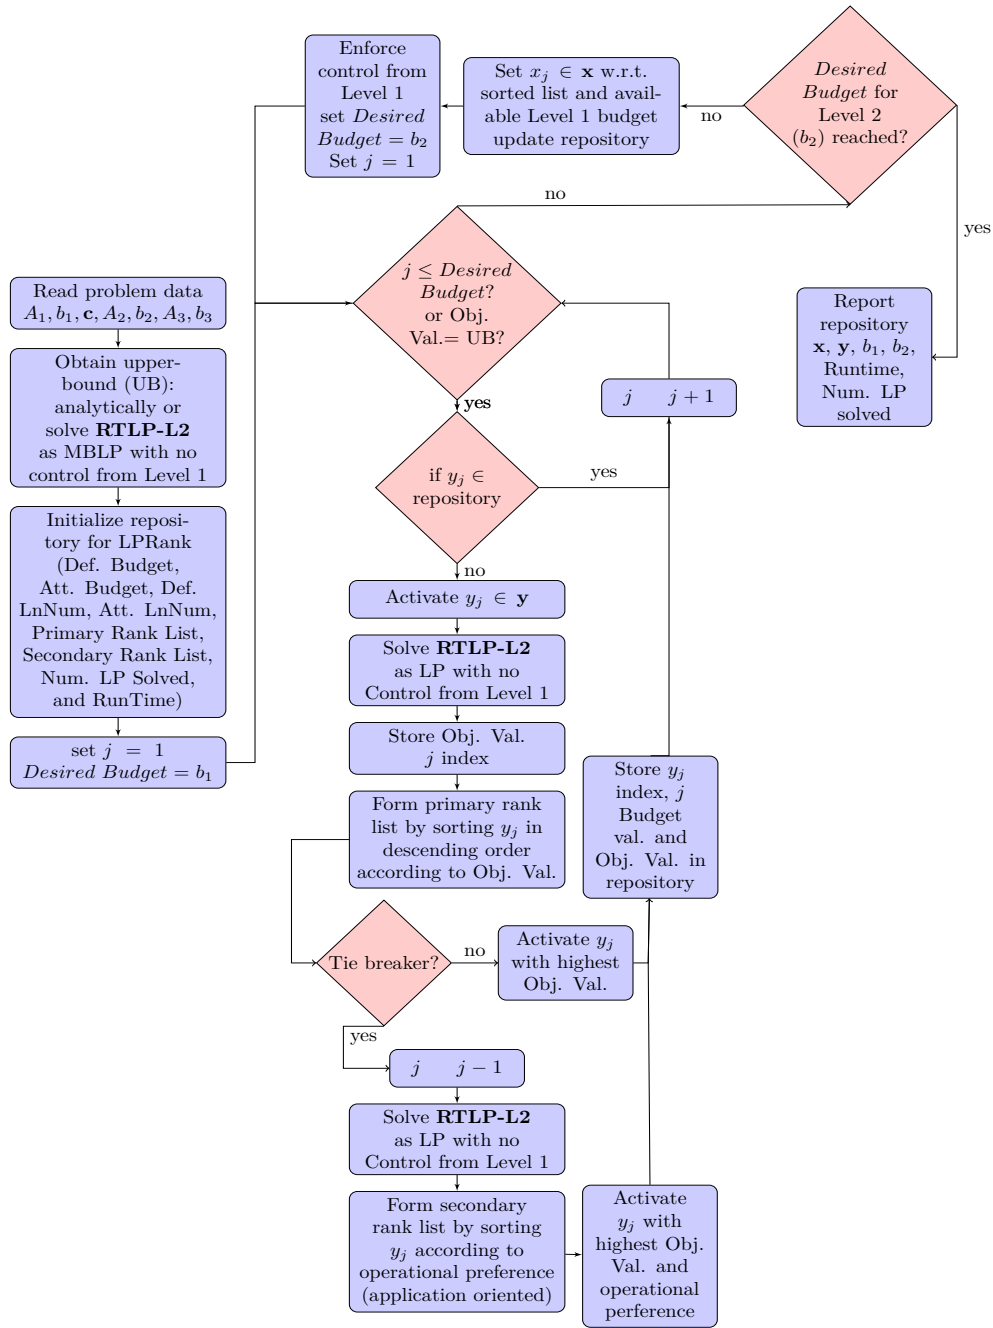 Enforce
control from
Level 1
set Desired
Budget = b₂
Set j = 1
Set xⱼ ∈ x w.r.t.
sorted list and avail-
able Level 1 budget
update repository
no
Desired
Budget for
Level 2
(b₂) reached?
no
yes
j ≤ Desired
Budget?
or Obj.
Val.= UB?
yes
Read problem data
A₁, b₁, c, A₂, b₂, A₃, b₃
Obtain upper-
bound (UB):
analytically or
solve RTLP-L2
as MBLP with no
control from Level 1
Initialize reposi-
tory for LPRank
(Def. Budget,
Att. Budget, Def.
LnNum, Att. LnNum,
Primary Rank List,
Secondary Rank List,
Num. LP Solved,
and RunTime)
set j = 1
Desired Budget = b₁
Report
repository
x, y, b₁, b₂,
Runtime,
Num. LP
solved
j j + 1
if yⱼ ∈
repository
yes
no
Activate yⱼ ∈ y
Solve RTLP-L2
as LP with no
Control from Level 1
Store Obj. Val.
j index
Form primary rank
list by sorting yⱼ in
descending order
according to Obj. Val.
Store yⱼ
index, j
Budget
val. and
Obj. Val. in
repository
Tie breaker?
no
Activate yⱼ
with highest
Obj. Val.
yes
j j − 1
Solve RTLP-L2
as LP with no
Control from Level 1
Form secondary
rank list by sorting
yⱼ according to
operational preference
(application oriented)
Activate
yⱼ with
highest Obj.
Val. and
operational
perference